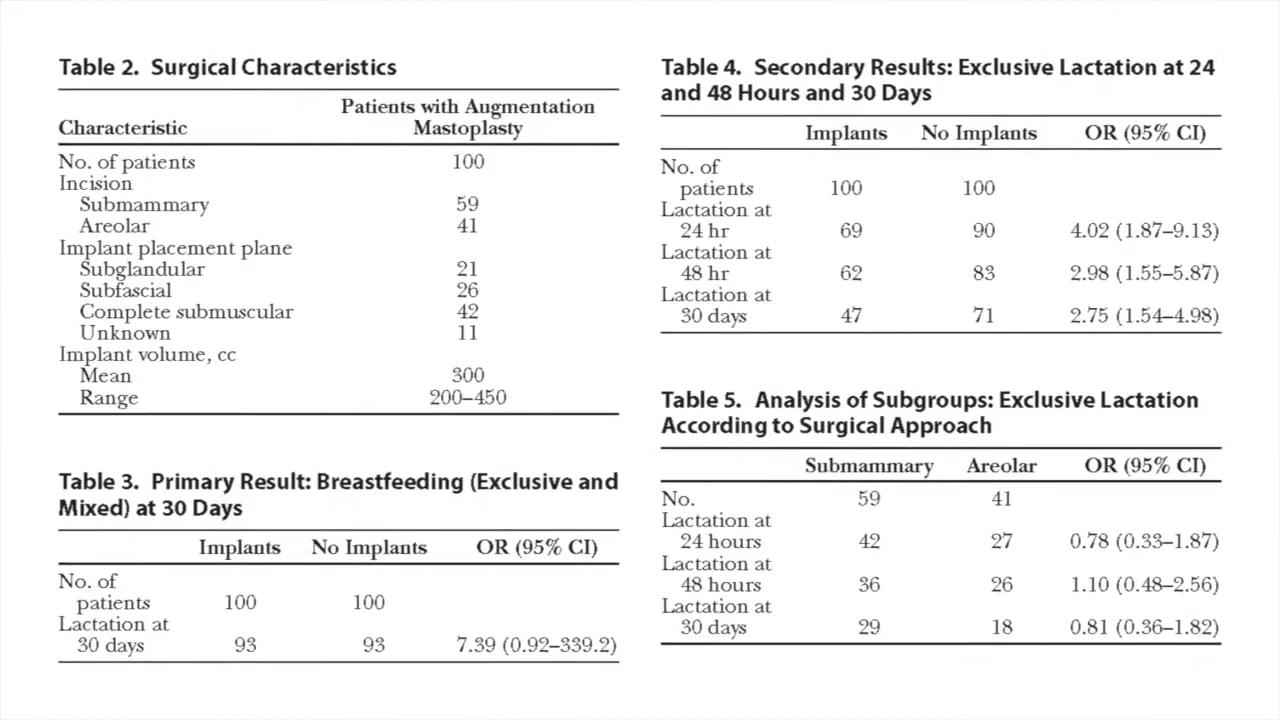 Table 2. Surgical Characteristics
Patients with Augmentation
Characteristic Mastoplasty
No. of patients 100
Incision
Submammary 59
Areolar 41
Implant placement plane
Subglandular 21
Subfascial 26
Complete submuscular 42
Unknown 11
Implant volume, cc
Mean 300
Range 200–450
Table 3. Primary Result: Breastfeeding (Exclusive and
Mixed) at 30 Days
Implants No Implants OR (95% CI)
No. of
patients 100 100
Lactation at
30 days 93 93 7.39 (0.92–339.2)
Table 4. Secondary Results: Exclusive Lactation at 24
and 48 Hours and 30 Days
Implants No Implants OR (95% CI)
No. of
patients 100 100
Lactation at
24 hr 69 90 4.02 (1.87–9.13)
Lactation at
48 hr 62 83 2.98 (1.55–5.87)
Lactation at
30 days 47 71 2.75 (1.54–4.98)
Table 5. Analysis of Subgroups: Exclusive Lactation
According to Surgical Approach
Submammary Areolar OR (95% CI)
No. 59 41
Lactation at
24 hours 42 27 0.78 (0.33–1.87)
Lactation at
48 hours 36 26 1.10 (0.48–2.56)
Lactation at
30 days 29 18 0.81 (0.36–1.82)